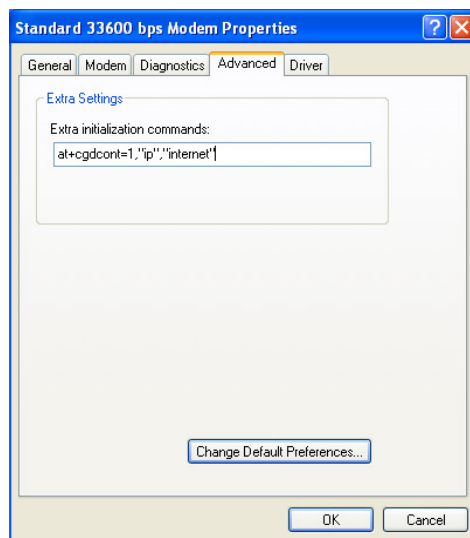 Standard 33600 bps Modem Properties
General Modem Diagnostics Advanced Driver
Extra Settings
Extra initialization commands:
at+cgdcont=1,"ip","internet"
Change Default Preferences...
OK Cancel